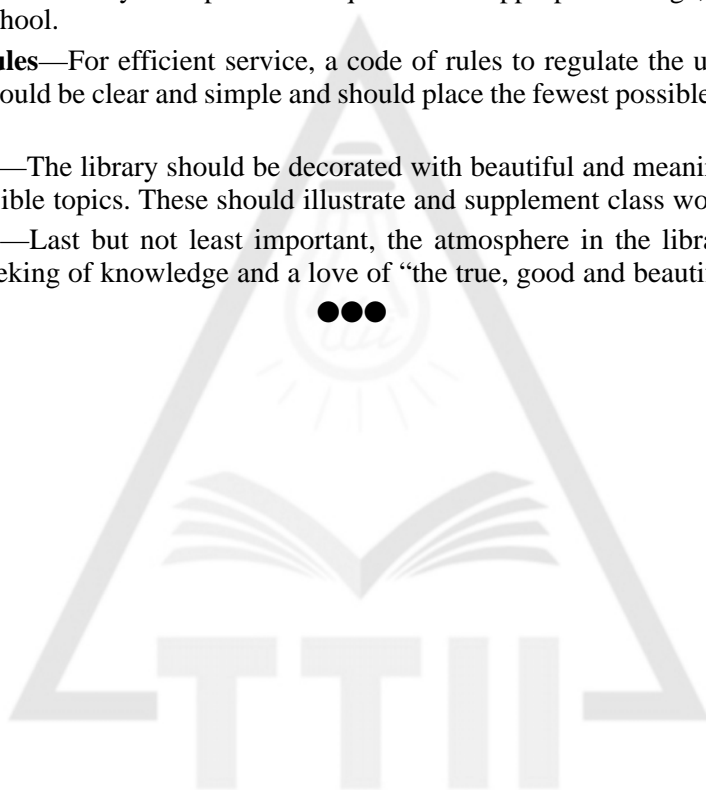 hool.
ules—For efficient service, a code of rules to regulate the u
ould be clear and simple and should place the fewest possible
—The library should be decorated with beautiful and meanin
ible topics. These should illustrate and supplement class wo
—Last but not least important, the atmosphere in the libra
eking of knowledge and a love of “the true, good and beautif
●●●
TTII